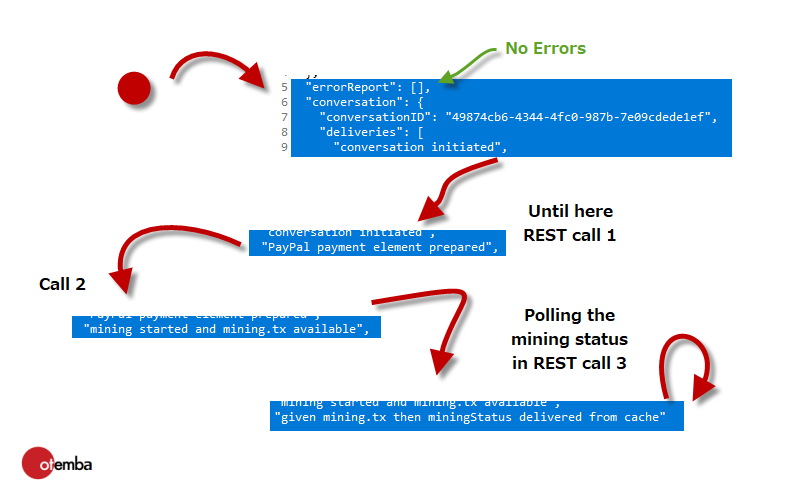 No Errors
5 "errorReport": [],
6 "conversation": {
7 "conversationID": "49874cb6-4344-4fc0-987b-7e09cdede1ef",
8 "deliveries": [
9 "conversation initiated",
Until here
REST call 1
conversation initiated",
"PayPal payment element prepared",
Call 2
"PayPal payment element prepared",
"mining started and mining.tx available",
Polling the
mining status
in REST call 3
"mining started and mining.tx available",
"given mining.tx then miningStatus delivered from cache"
otemba